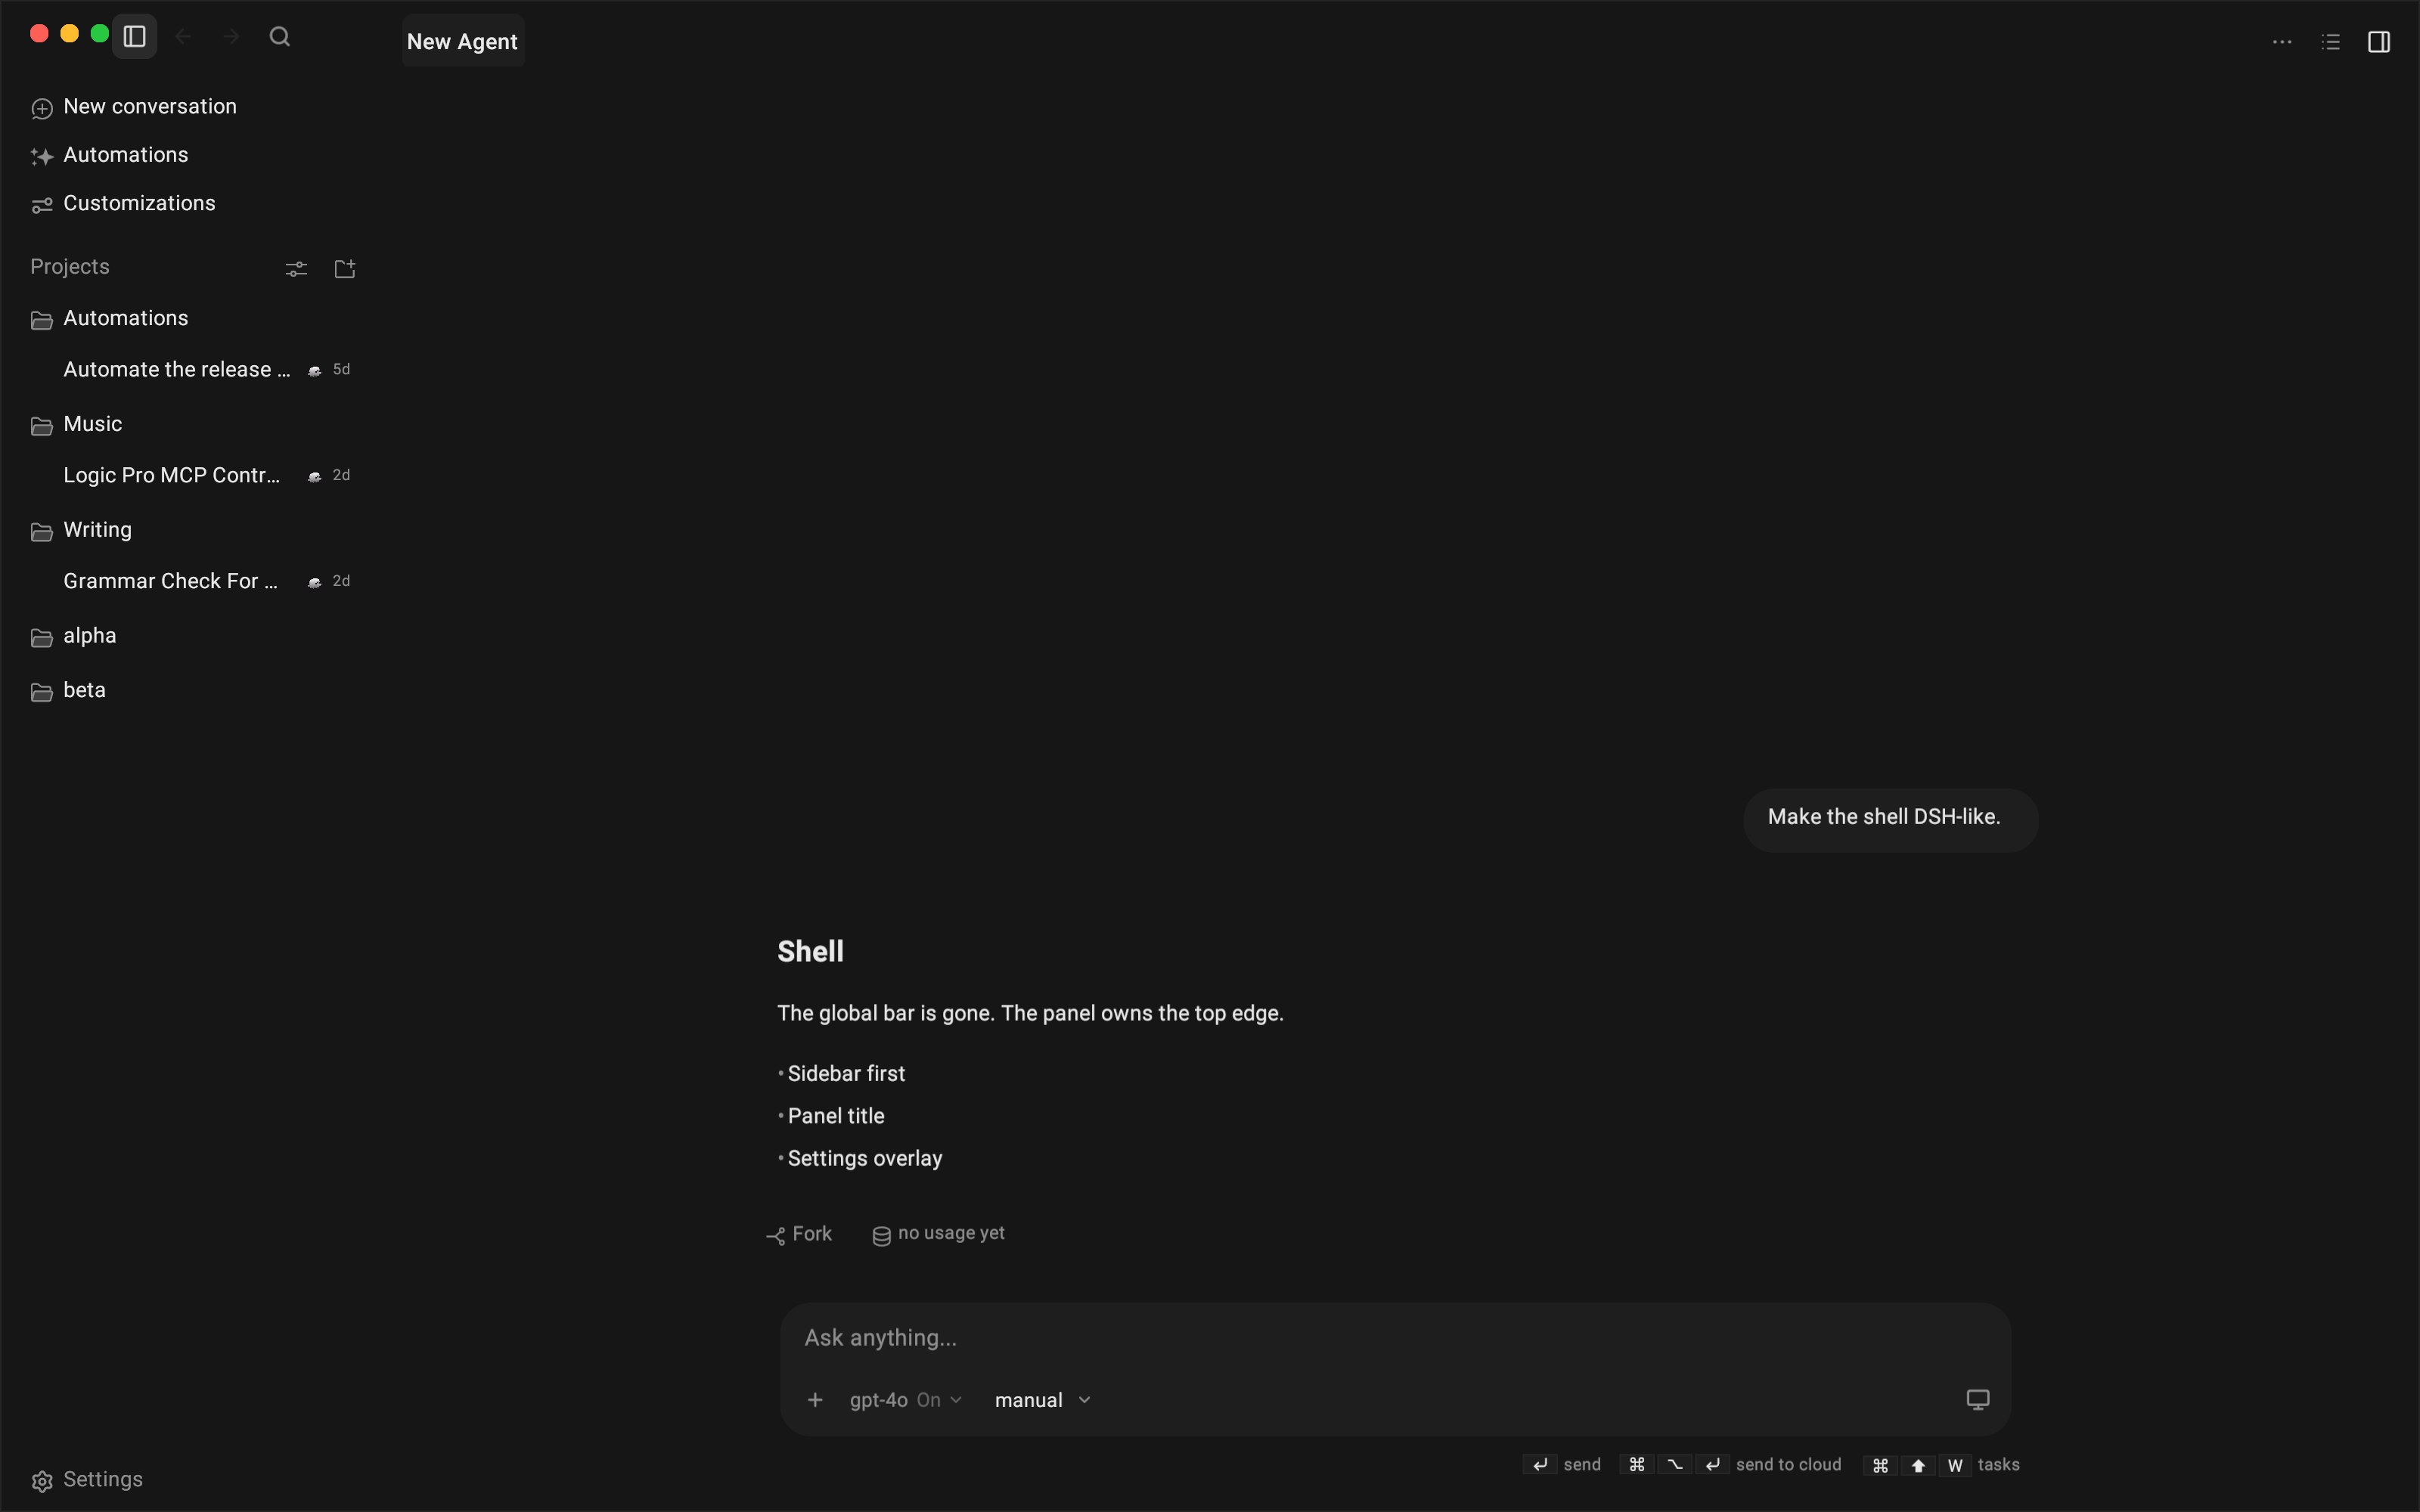 New Agent
New conversation
Automations
Customizations
Projects
Automations
Automate the release ... 5d
Music
Logic Pro MCP Contr... 2d
Writing
Grammar Check For ... 2d
alpha
beta
Make the shell DSH-like.
Shell
The global bar is gone. The panel owns the top edge.
• Sidebar first
• Panel title
• Settings overlay
Fork no usage yet
Ask anything...
+ gpt-4o On manual
↵ send ⌘ ⌥ ↵ send to cloud ⌘ ⬆ W tasks
Settings